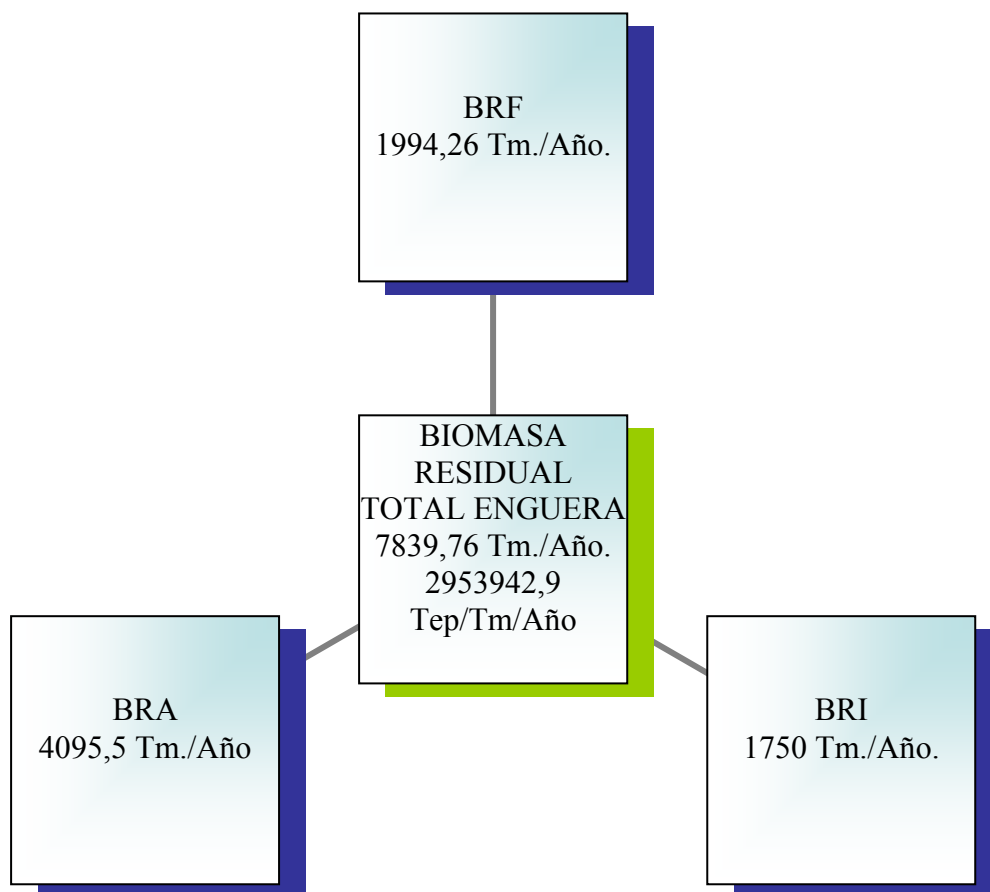 BRF
1994,26 Tm./Año.
BIOMASA
RESIDUAL
TOTAL ENGUERA
7839,76 Tm./Año.
2953942,9
Tep/Tm/Año
BRA
4095,5 Tm./Año
BRI
1750 Tm./Año.